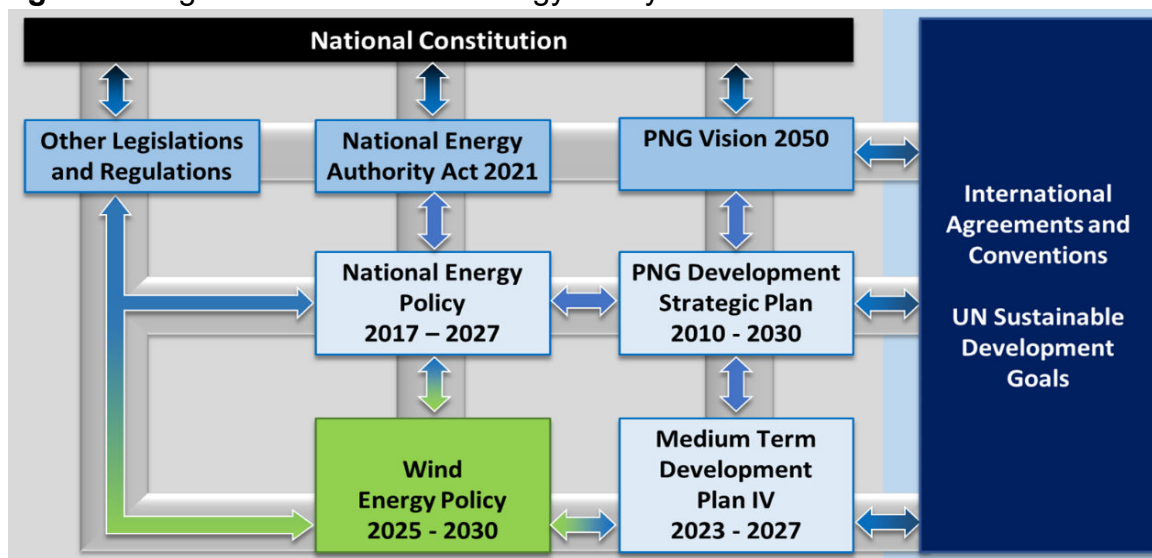 National Constitution
Other Legislations
and Regulations
National Energy
Authority Act 2021
PNG Vision 2050
National Energy
Policy
2017 – 2027
PNG Development
Strategic Plan
2010 - 2030
Wind
Energy Policy
2025 - 2030
Medium Term
Development
Plan IV
2023 - 2027
International
Agreements and
Conventions
UN Sustainable
Development
Goals